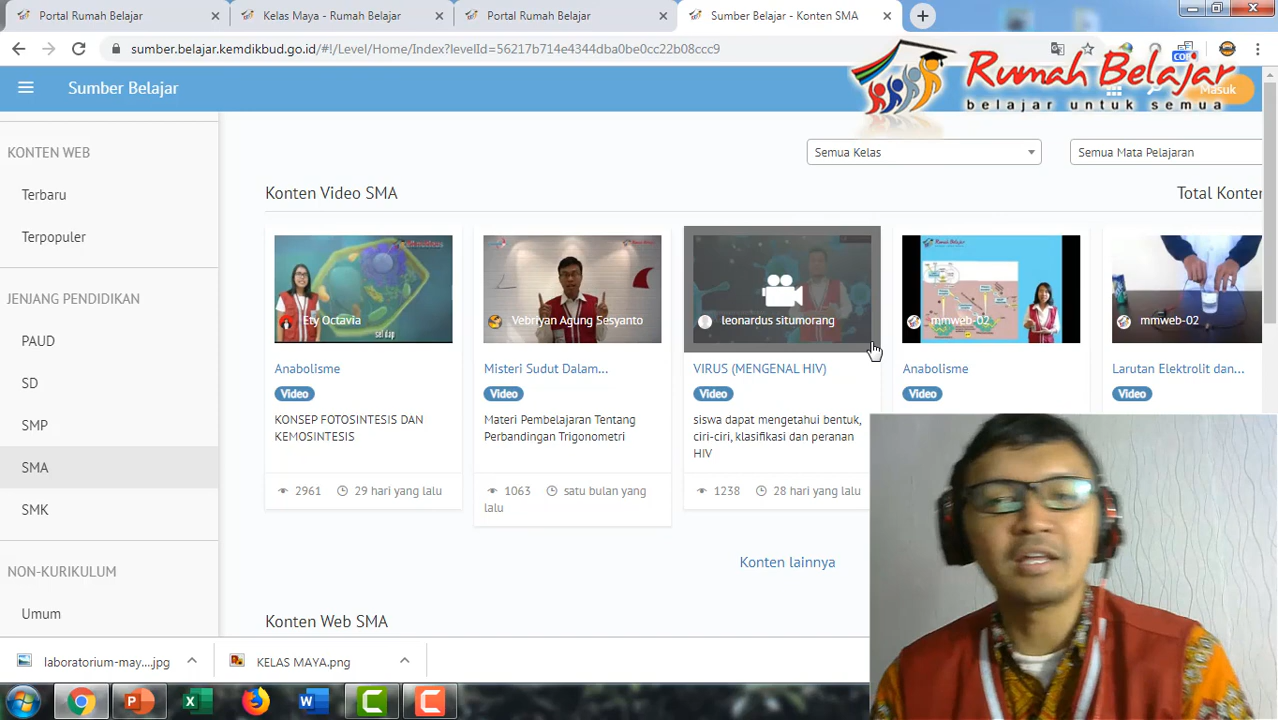 Portal Rumah Belajar
Kelas Maya - Rumah Belajar
Rumah Belajar
Sumber Belajar - Konten SMA
sumber.belajar.kemdikbud.go.id/#!/Level/Home/Index?levelId=56217b714e4344dba0be0cc22b08ccc9
Sumber Belajar
Rumah Belajar
belajar untuk semua
Masuk
KONTEN WEB
Terbaru
Terpopuler
JENJANG PENDIDIKAN
PAUD
SD
SMP
SMA
SMK
NON-KURIKULUM
Umum
Semua Kelas
Semua Mata Pelajaran
Konten Video SMA
Total Konten
Ety Octavia
sel dap
Anabolisme
Video
KONSEP FOTOSINTESIS DAN
KEMOSINTESIS
2961
29 hari yang lalu
Vebriyan Agung Sesyanto
Misteri Sudut Dalam...
Video
Materi Pembelajaran Tentang
Perbandingan Trigonometri
1063
satu bulan yang
lalu
leonardus situmorang
VIRUS (MENGENAL HIV)
Video
siswa dapat mengetahui bentuk,
ciri-ciri, klasifikasi dan peranan
HIV
1238
28 hari yang lalu
mmweb-02
Anabolisme
Video
mmweb-02
Larutan Elektrolit dan...
Video
Konten lainnya
Konten Web SMA
laboratorium-may....jpg
KELAS MAYA.png